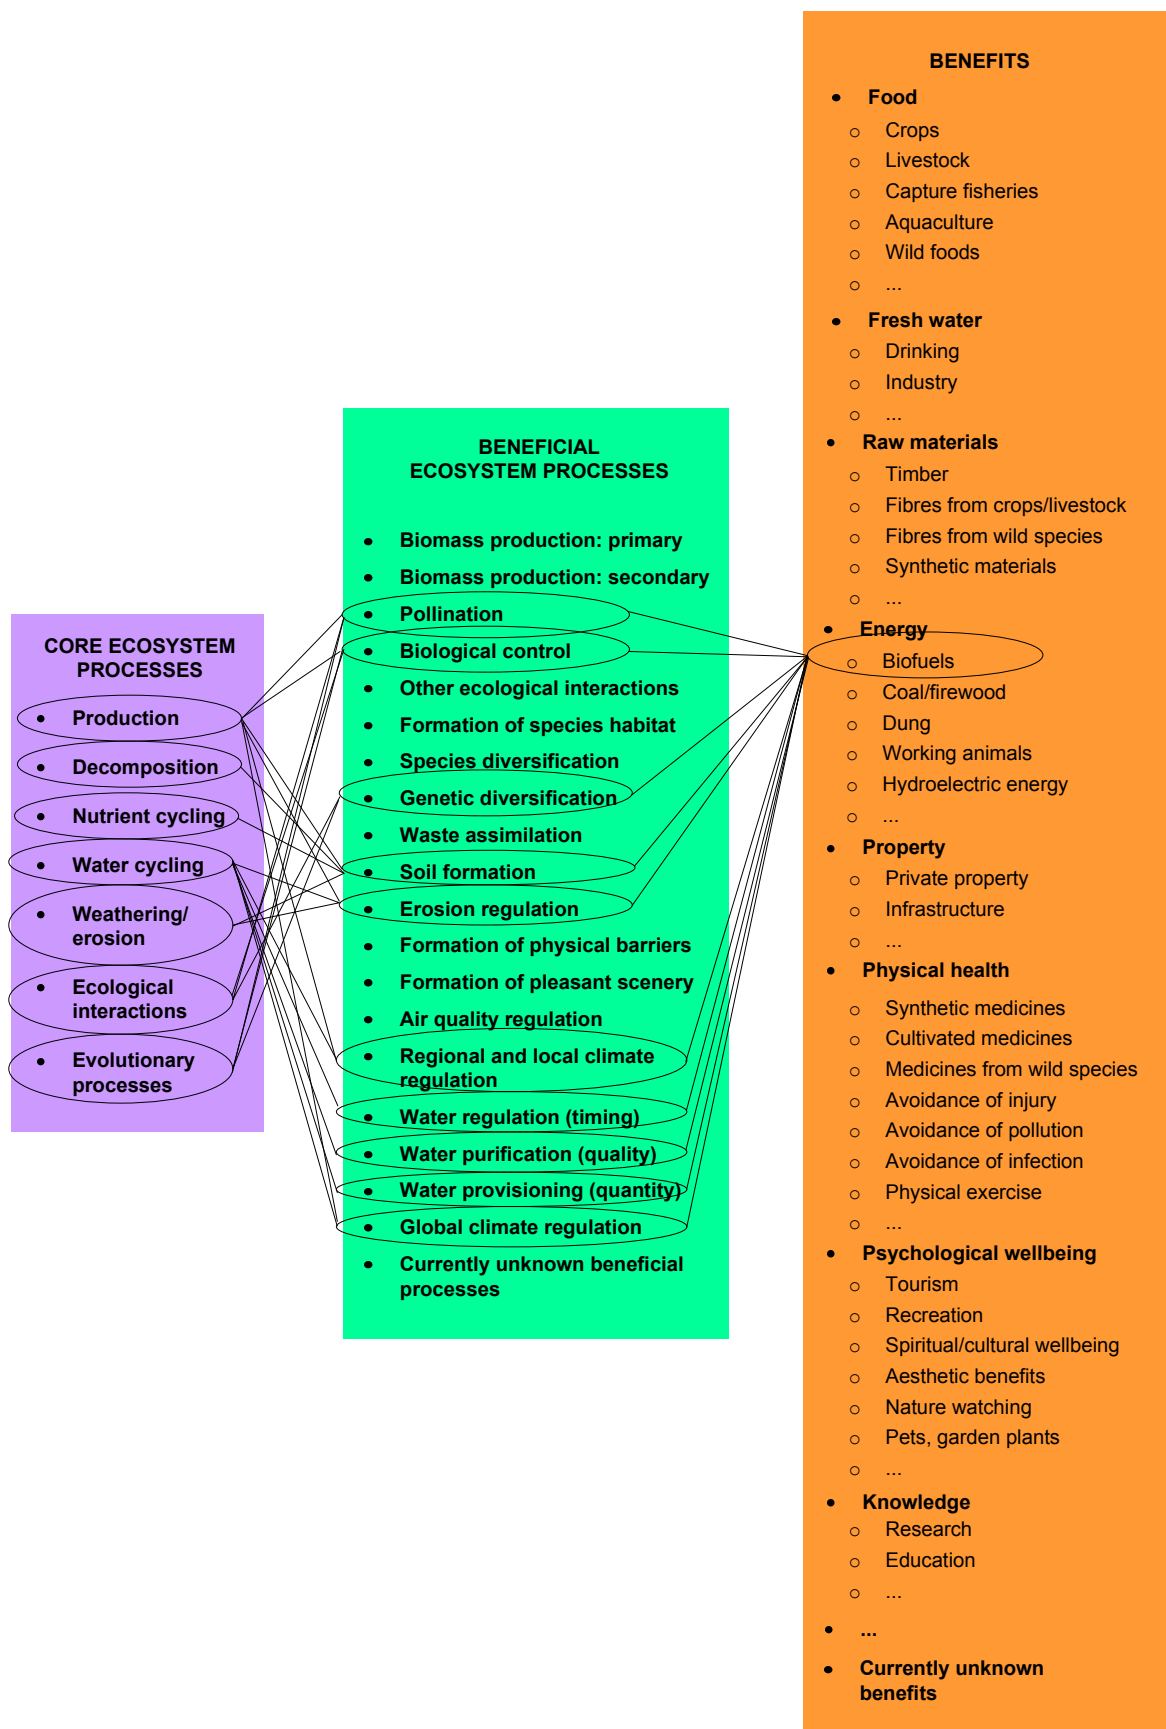 CORE ECOSYSTEM
PROCESSES
• Production
• Decomposition
• Nutrient cycling
• Water cycling
• Weathering/
erosion
• Ecological
interactions
• Evolutionary
processes
BENEFICIAL
ECOSYSTEM PROCESSES
• Biomass production: primary
• Biomass production: secondary
• Pollination
• Biological control
• Other ecological interactions
• Formation of species habitat
• Species diversification
• Genetic diversification
• Waste assimilation
• Soil formation
• Erosion regulation
• Formation of physical barriers
• Formation of pleasant scenery
• Air quality regulation
• Regional and local climate
regulation
• Water regulation (timing)
• Water purification (quality)
• Water provisioning (quantity)
• Global climate regulation
• Currently unknown beneficial
processes
BENEFITS
• Food
o Crops
o Livestock
o Capture fisheries
o Aquaculture
o Wild foods
o ...
• Fresh water
o Drinking
o Industry
o ...
• Raw materials
o Timber
o Fibres from crops/livestock
o Fibres from wild species
o Synthetic materials
o ...
• Energy
o Biofuels
o Coal/firewood
o Dung
o Working animals
o Hydroelectric energy
o ...
• Property
o Private property
o Infrastructure
o ...
• Physical health
o Synthetic medicines
o Cultivated medicines
o Medicines from wild species
o Avoidance of injury
o Avoidance of pollution
o Avoidance of infection
o Physical exercise
o ...
• Psychological wellbeing
o Tourism
o Recreation
o Spiritual/cultural wellbeing
o Aesthetic benefits
o Nature watching
o Pets, garden plants
o ...
• Knowledge
o Research
o Education
o ...
• ...
• Currently unknown
benefits